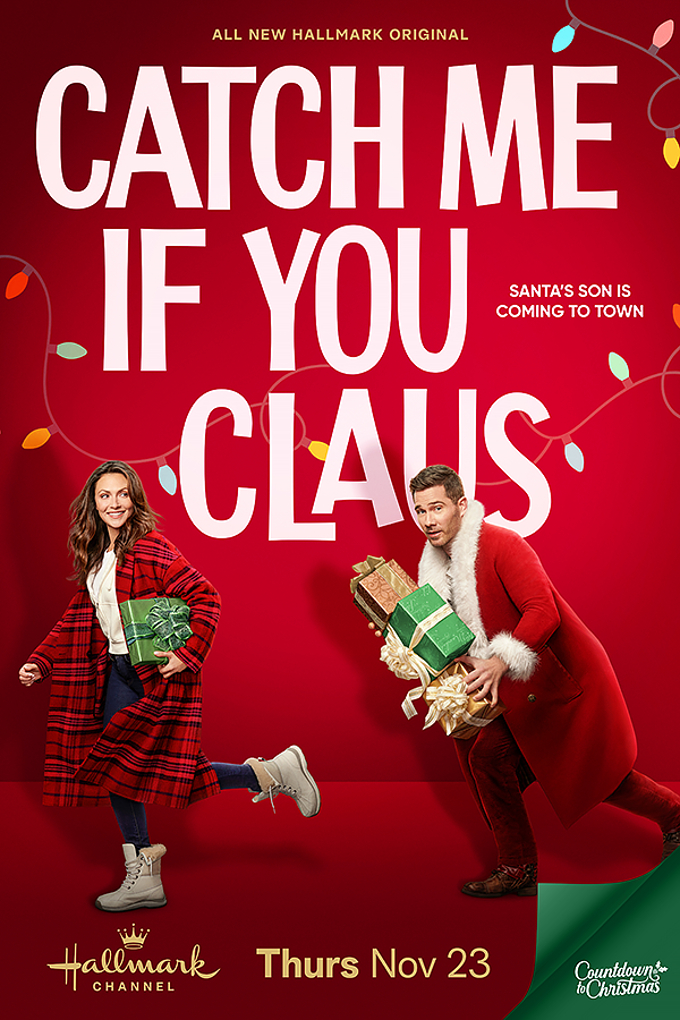 ALL NEW HALLMARK ORIGINAL
CATCH ME
IF YOU
CLAUS
SANTA'S SON IS
COMING TO TOWN
Hallmark
CHANNEL
Thurs Nov 23
Countdown
to Christmas